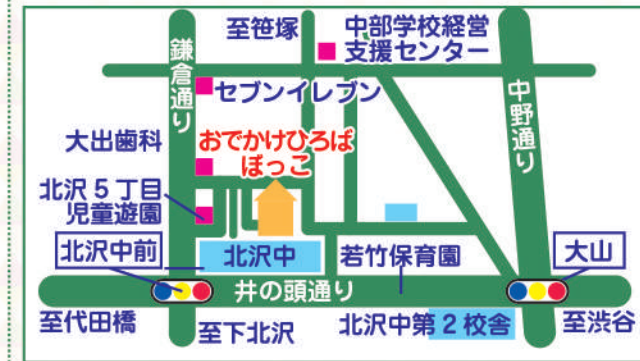 至笹塚
中部学校経営
支援センター
鎌倉通り
セブンイレブン
中野通り
大出歯科
おでかけひろば
ぽっこ
北沢5丁目
児童遊園
北沢中前
北沢中
若竹保育園
大山
井の頭通り
至代田橋
至下北沢
北沢中第2校舎
至渋谷